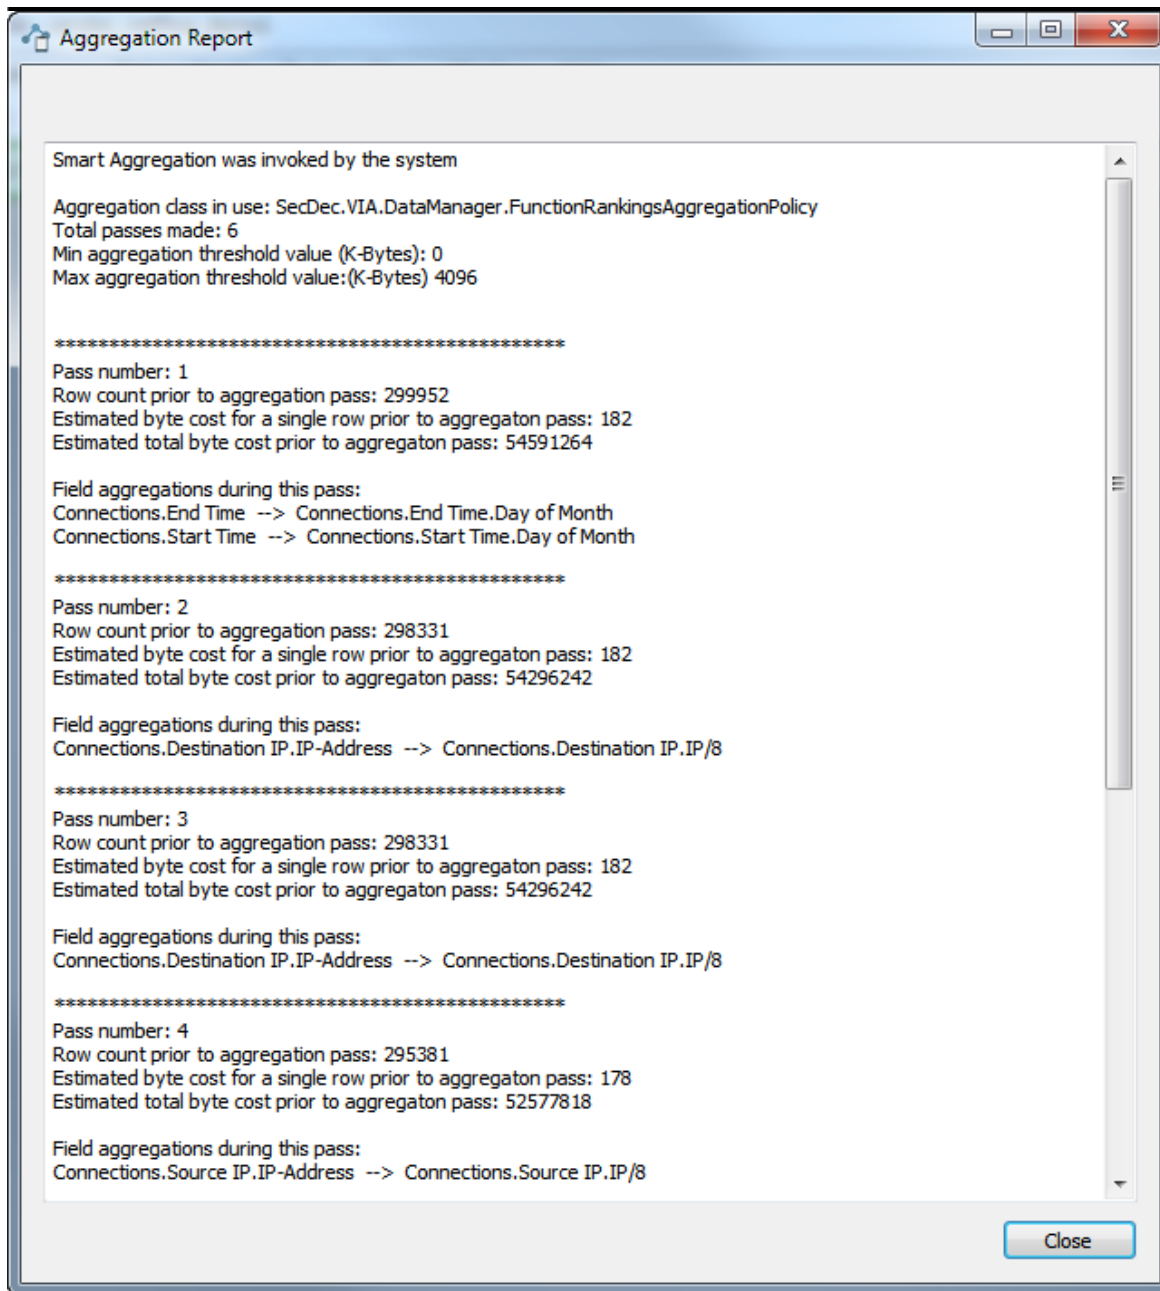 Aggregation Report
Smart Aggregation was invoked by the system
Aggregation class in use: SecDec.VIA.DataManager.FunctionRankingsAggregationPolicy
Total passes made: 6
Min aggregation threshold value (K-Bytes): 0
Max aggregation threshold value:(K-Bytes) 4096
***********************************************
Pass number: 1
Row count prior to aggregation pass: 299952
Estimated byte cost for a single row prior to aggregaton pass: 182
Estimated total byte cost prior to aggregaton pass: 54591264
Field aggregations during this pass:
Connections.End Time --> Connections.End Time.Day of Month
Connections.Start Time --> Connections.Start Time.Day of Month
***********************************************
Pass number: 2
Row count prior to aggregation pass: 298331
Estimated byte cost for a single row prior to aggregaton pass: 182
Estimated total byte cost prior to aggregaton pass: 54296242
Field aggregations during this pass:
Connections.Destination IP.IP-Address --> Connections.Destination IP.IP/8
***********************************************
Pass number: 3
Row count prior to aggregation pass: 298331
Estimated byte cost for a single row prior to aggregaton pass: 182
Estimated total byte cost prior to aggregaton pass: 54296242
Field aggregations during this pass:
Connections.Destination IP.IP-Address --> Connections.Destination IP.IP/8
***********************************************
Pass number: 4
Row count prior to aggregation pass: 295381
Estimated byte cost for a single row prior to aggregaton pass: 178
Estimated total byte cost prior to aggregaton pass: 52577818
Field aggregations during this pass:
Connections.Source IP.IP-Address --> Connections.Source IP.IP/8
Close